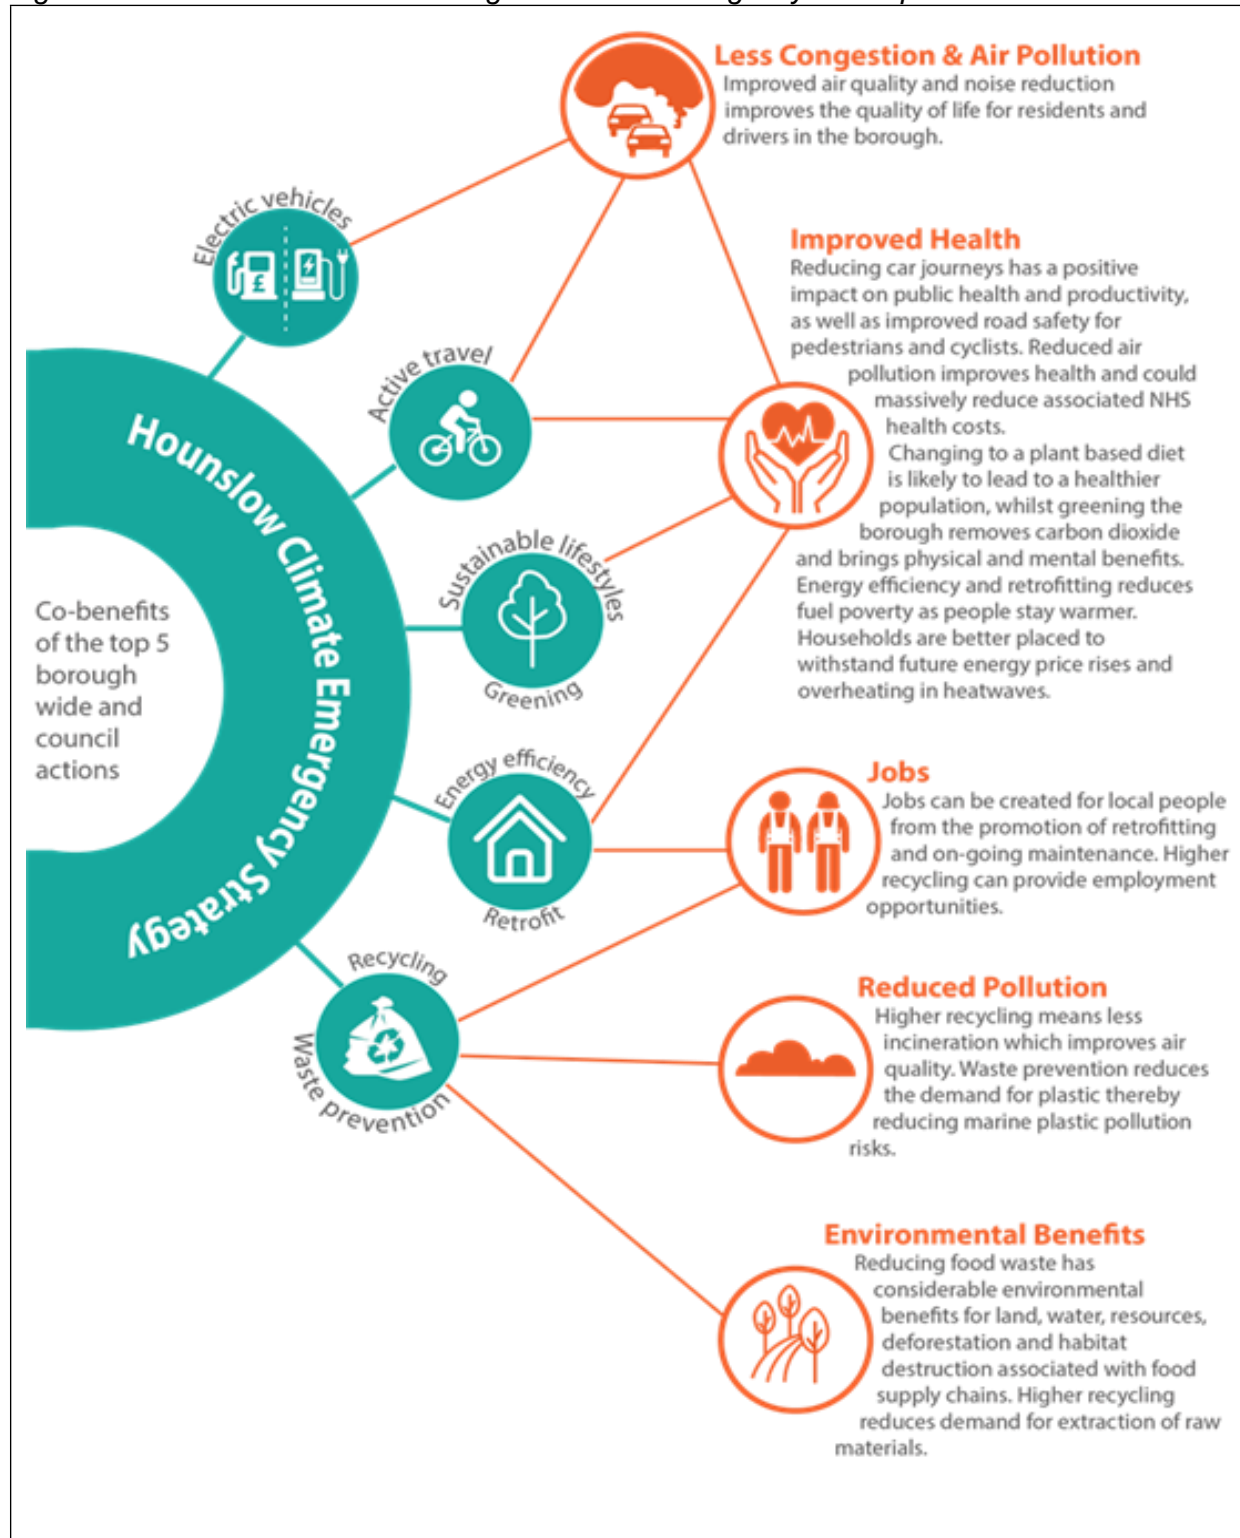 Less Congestion & Air Pollution
Improved air quality and noise reduction
improves the quality of life for residents and
drivers in the borough.
Electric vehicles
£
Improved Health
Reducing car journeys has a positive
impact on public health and productivity,
as well as improved road safety for
pedestrians and cyclists. Reduced air
pollution improves health and could
massively reduce associated NHS
health costs.
Changing to a plant based diet
is likely to lead to a healthier
population, whilst greening the
borough removes carbon dioxide
and brings physical and mental benefits.
Energy efficiency and retrofitting reduces
fuel poverty as people stay warmer.
Households are better placed to
withstand future energy price rises and
overheating in heatwaves.
Active travel
Hounslow Climate Emergency Strategy
Co-benefits
of the top 5
borough
wide and
council
actions
Sustainable lifestyles
Greening
Energy efficiency
Retrofit
Jobs
Jobs can be created for local people
from the promotion of retrofitting
and on-going maintenance. Higher
recycling can provide employment
opportunities.
Recycling
Waste prevention
Reduced Pollution
Higher recycling means less
incineration which improves air
quality. Waste prevention reduces
the demand for plastic thereby
reducing marine plastic pollution
risks.
Environmental Benefits
Reducing food waste has
considerable environmental
benefits for land, water, resources,
deforestation and habitat
destruction associated with food
supply chains. Higher recycling
reduces demand for extraction of raw
materials.